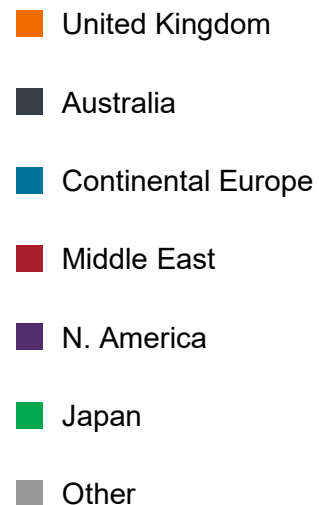 United Kingdom
Australia
Continental Europe
Middle East
N. America
Japan
Other